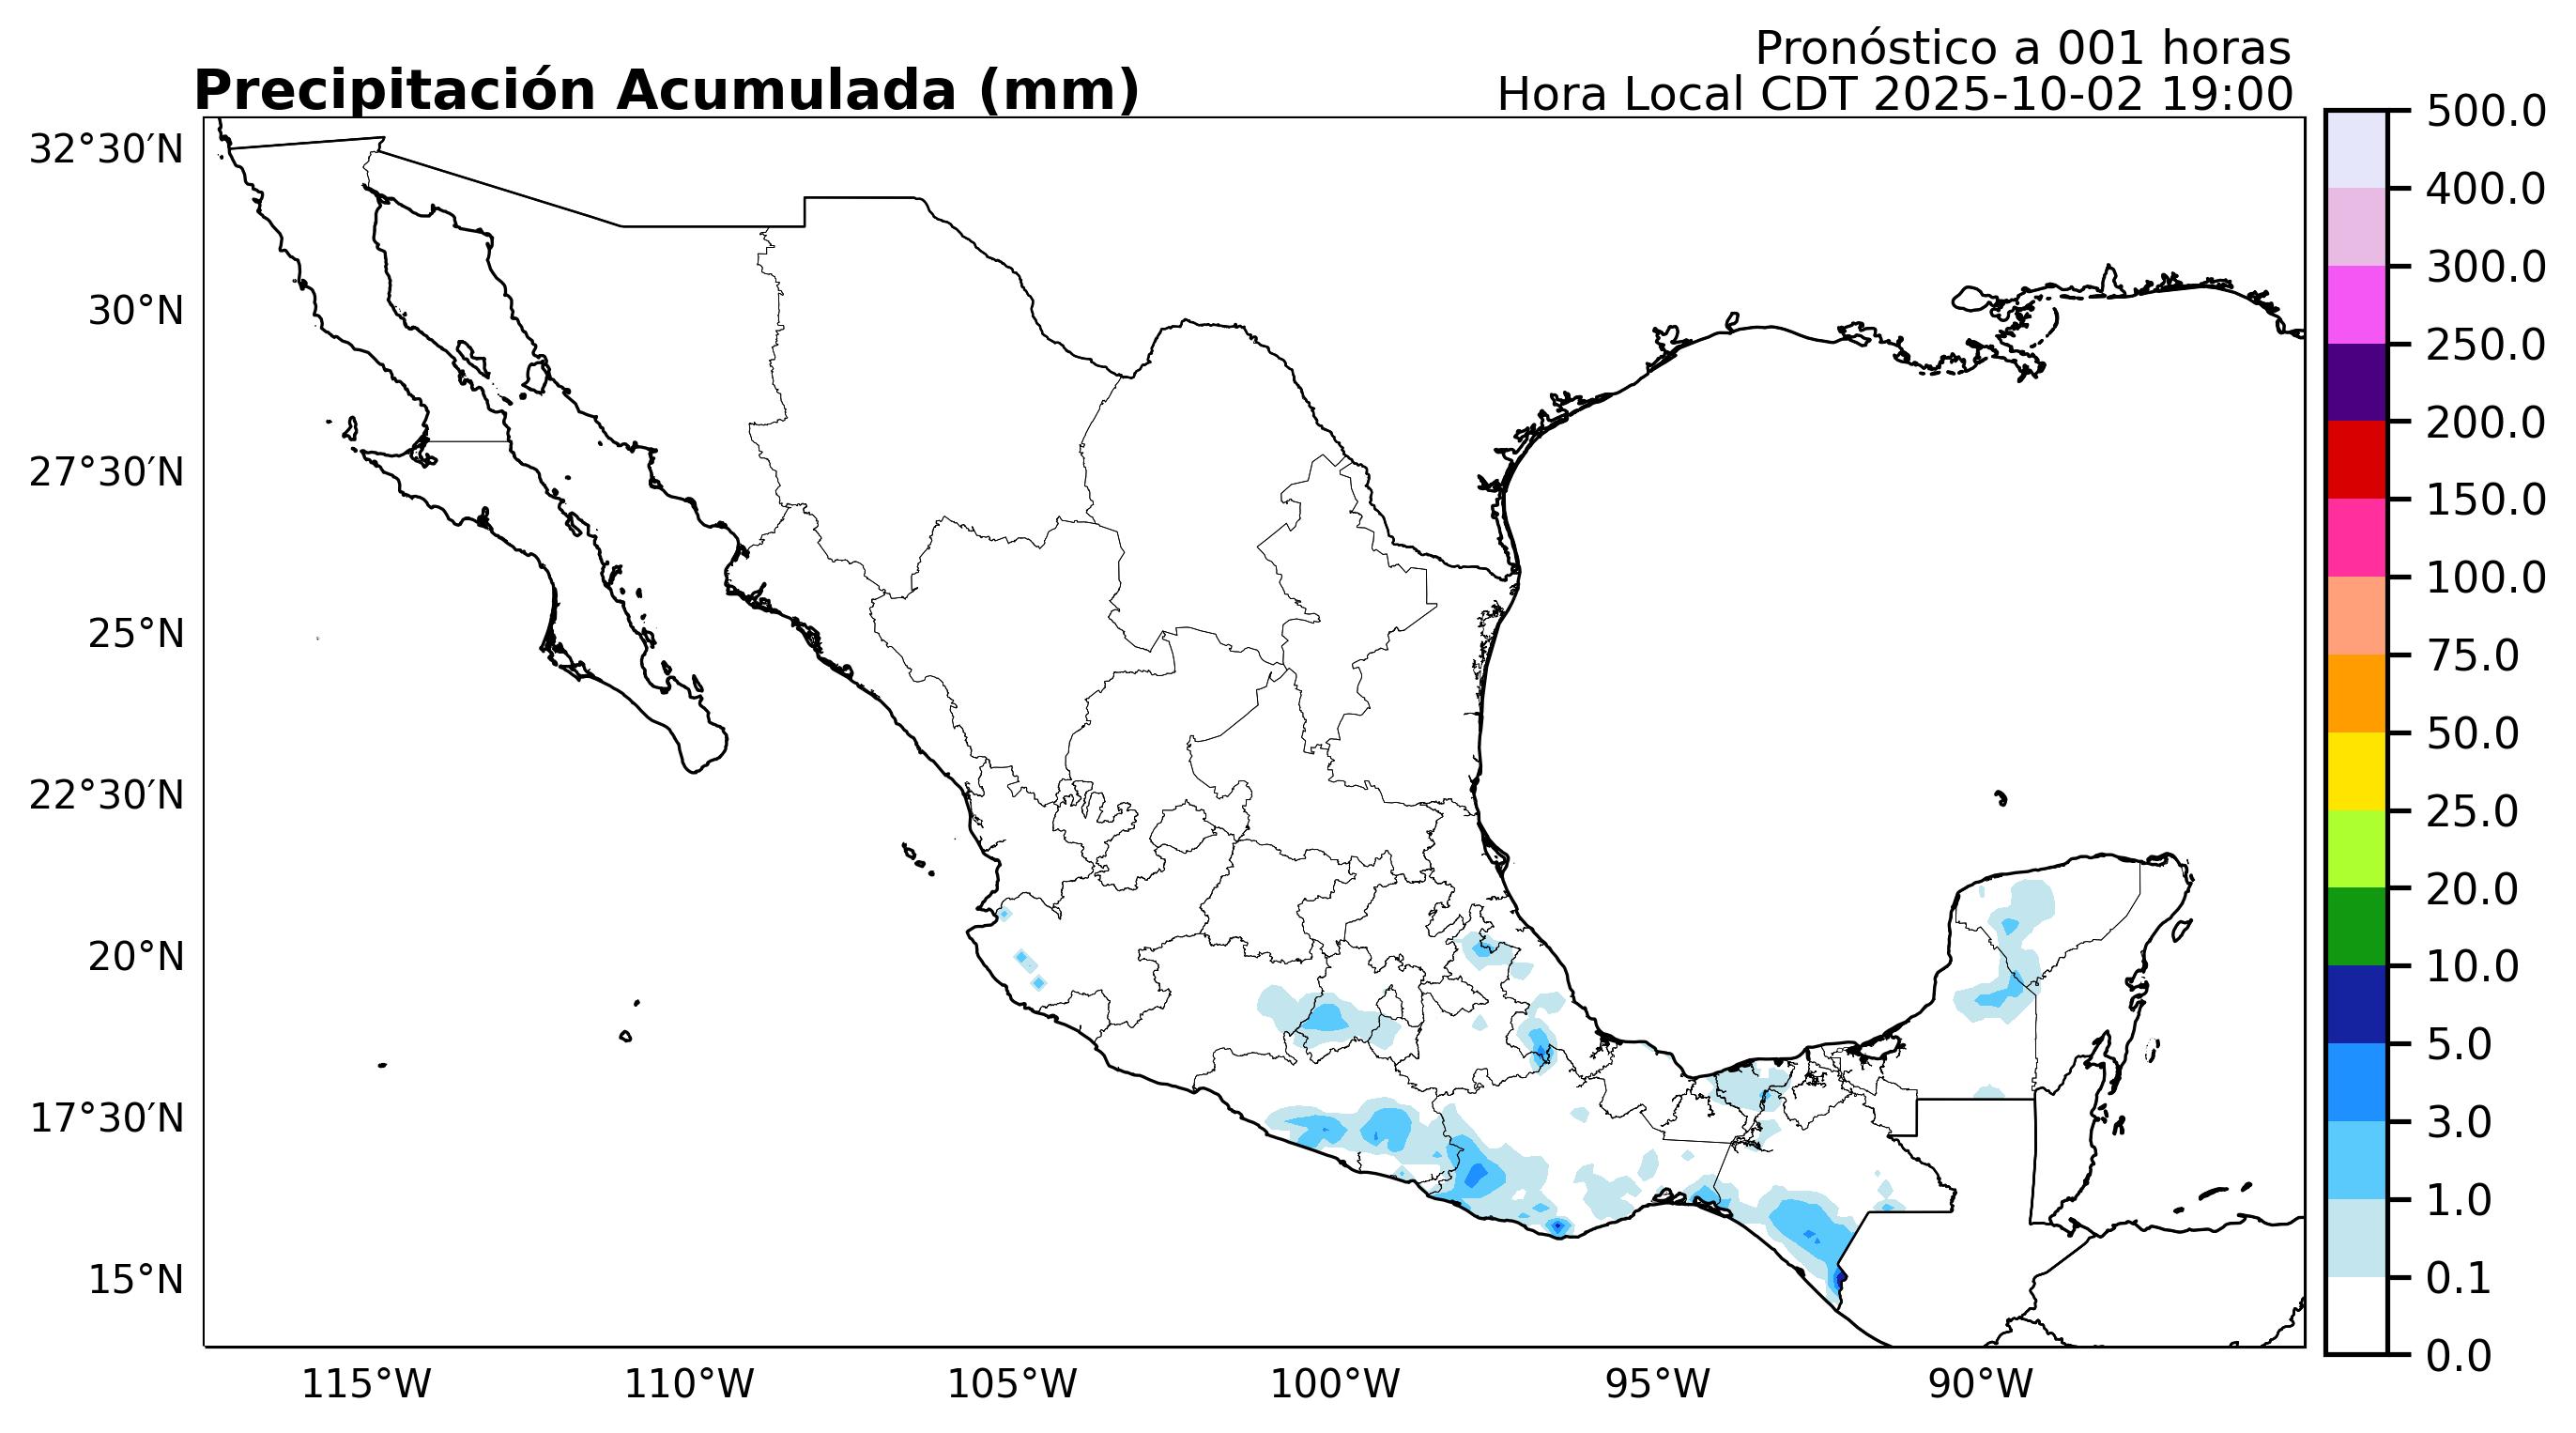 Pronóstico a 001 horas
Precipitación Acumulada (mm)
Hora Local CDT 2025-10-02 19:00
32°30′N
30°N
27°30′N
25°N
22°30′N
20°N
17°30′N
15°N
115°W
110°W
105°W
100°W
95°W
90°W
500.0
400.0
300.0
250.0
200.0
150.0
100.0
75.0
50.0
25.0
20.0
10.0
5.0
3.0
1.0
0.1
0.0